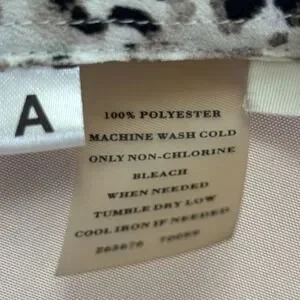 A
100% POLYESTER
MACHINE WASH COLD
ONLY NON-CHLORINE
BLEACH
WHEN NEEDED
TUMBLE DRY LOW
COOL IRON IF NEEDED